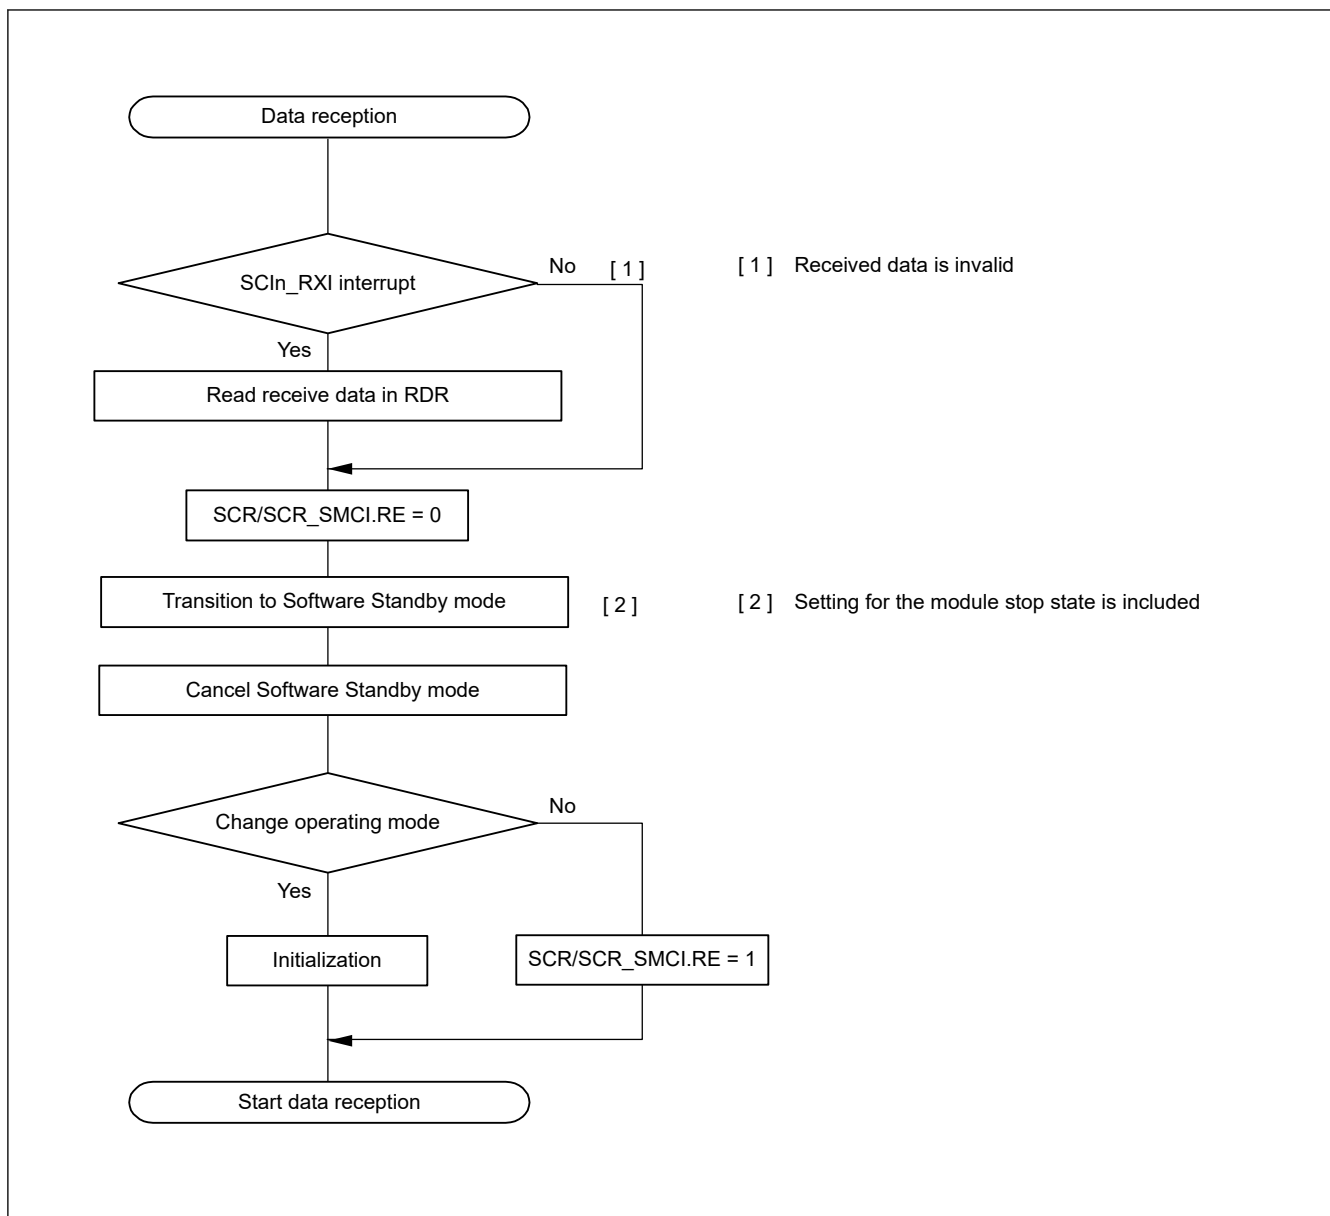 Data reception
SCIn_RXI interrupt
No [ 1 ]
[ 1 ] Received data is invalid
Yes
Read receive data in RDR
SCR/SCR_SMCI.RE = 0
Transition to Software Standby mode
[ 2 ]
[ 2 ] Setting for the module stop state is included
Cancel Software Standby mode
Change operating mode
No
Yes
Initialization
SCR/SCR_SMCI.RE = 1
Start data reception